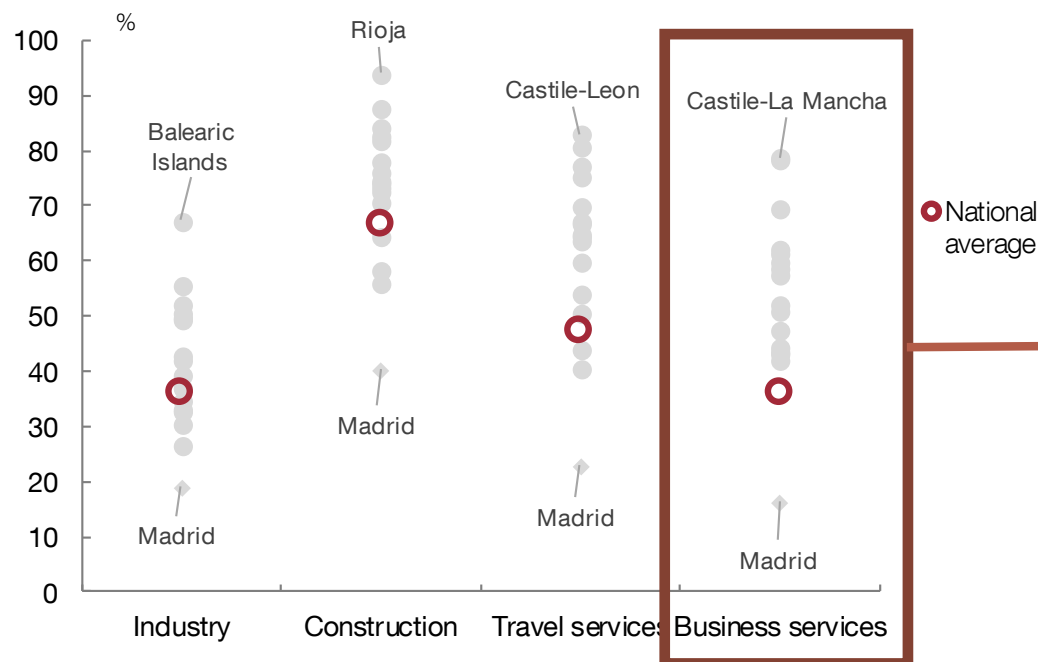 %
100
90
80
70
60
50
40
30
20
10
0
Balearic
Islands
Madrid
Rioja
Madrid
Castile-Leon
Madrid
Castile-La Mancha
Madrid
National
average
Industry
Construction
Travel services
Business services